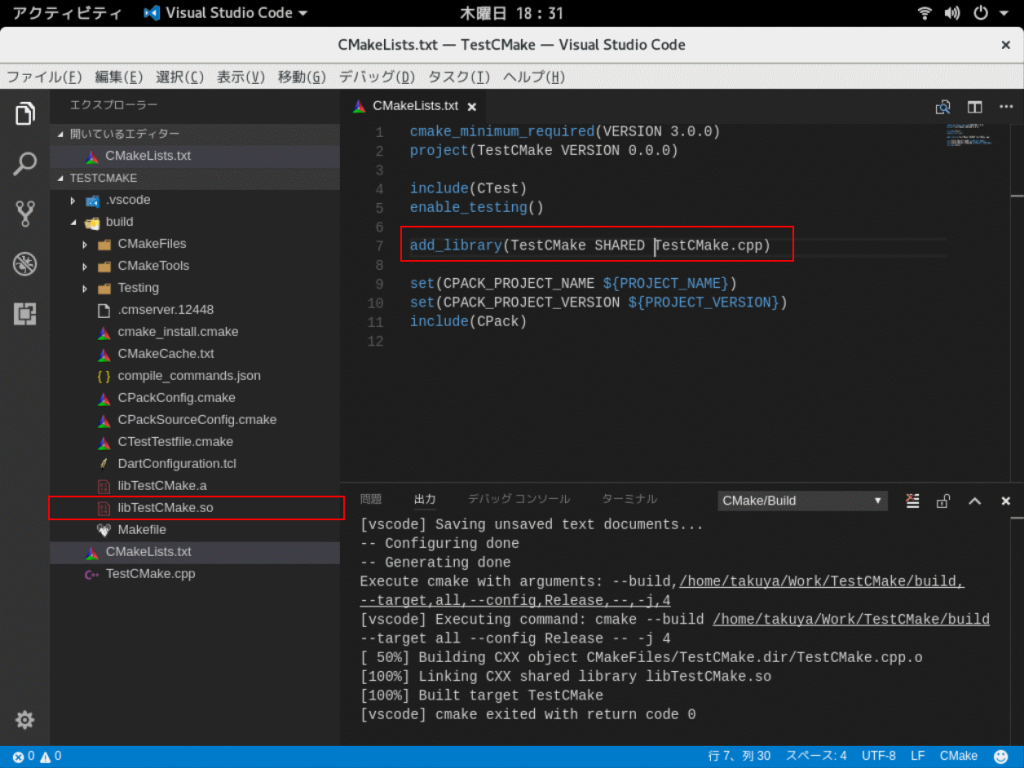 アクティビティ Visual Studio Code 木曜日 18:31
CMakeLists.txt — TestCMake — Visual Studio Code
ファイル(F) 編集(E) 選択(C) 表示(V) 移動(G) デバッグ(D) タスク(T) ヘルプ(H)
エクスプローラー
開いているエディター
CMakeLists.txt
TESTCMAKE
.vscode
build
CMakeFiles
CMakeTools
Testing
.cmserver.12448
cmake_install.cmake
CMakeCache.txt
compile_commands.json
CPackConfig.cmake
CPackSourceConfig.cmake
CTestTestfile.cmake
DartConfiguration.tcl
libTestCMake.a
libTestCMake.so
Makefile
CMakeLists.txt
TestCMake.cpp
CMakeLists.txt
1 cmake_minimum_required(VERSION 3.0.0)
2 project(TestCMake VERSION 0.0.0)
3
4 include(CTest)
5 enable_testing()
6
7 add_library(TestCMake SHARED TestCMake.cpp)
8
9 set(CPACK_PROJECT_NAME ${PROJECT_NAME})
10 set(CPACK_PROJECT_VERSION ${PROJECT_VERSION})
11 include(CPack)
12
問題 出力 デバッグ コンソール ターミナル CMake/Build
[vscode] Saving unsaved text documents...
-- Configuring done
-- Generating done
Execute cmake with arguments: --build,/home/takuya/Work/TestCMake/build,
--target,all,--config,Release,--,-j,4
[vscode] Executing command: cmake --build /home/takuya/Work/TestCMake/build
--target all --config Release -- -j 4
[ 50%] Building CXX object CMakeFiles/TestCMake.dir/TestCMake.cpp.o
[100%] Linking CXX shared library libTestCMake.so
[100%] Built target TestCMake
[vscode] cmake exited with return code 0
0 0 行 7、列 30 スペース: 4 UTF-8 LF CMake